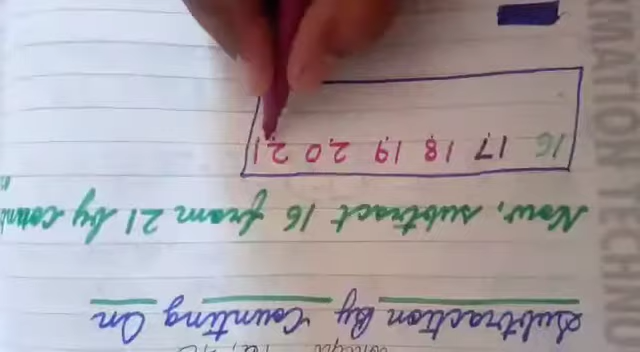 Subtraction By Counting On
Now, subtract 16 from 21 by
16 17 18 19 20 21